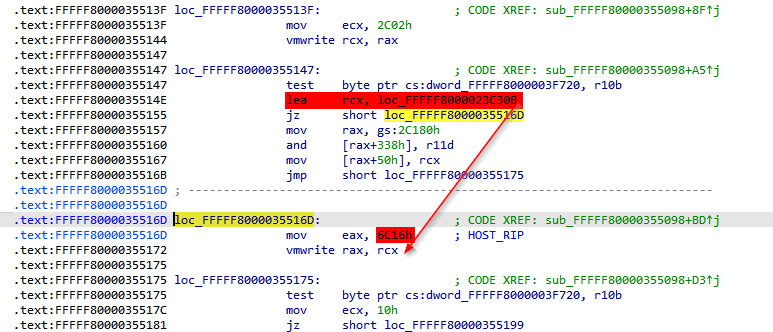 .text:FFFFF8000035513F loc_FFFFF8000035513F: ; CODE XREF: sub_FFFFF80000355098+8F↑j
.text:FFFFF8000035513F mov ecx, 2C02h
.text:FFFFF80000355144 vmwrite rcx, rax
.text:FFFFF80000355147
.text:FFFFF80000355147 loc_FFFFF80000355147: ; CODE XREF: sub_FFFFF80000355098+A5↑j
.text:FFFFF80000355147 test byte ptr cs:dword_FFFFF8000003F720, r10b
.text:FFFFF8000035514E lea rcx, loc_FFFFF8000023C30B
.text:FFFFF80000355155 jz short loc_FFFFF8000035516D
.text:FFFFF80000355157 mov rax, gs:2C180h
.text:FFFFF80000355160 and [rax+338h], r11d
.text:FFFFF80000355167 mov [rax+50h], rcx
.text:FFFFF8000035516B jmp short loc_FFFFF80000355175
.text:FFFFF8000035516D ; ---------------------------------------------------------------------------
.text:FFFFF8000035516D
.text:FFFFF8000035516D loc_FFFFF8000035516D: ; CODE XREF: sub_FFFFF80000355098+BD↑j
.text:FFFFF8000035516D mov eax, 6C16h ; HOST_RIP
.text:FFFFF80000355172 vmwrite rax, rcx
.text:FFFFF80000355175
.text:FFFFF80000355175 loc_FFFFF80000355175: ; CODE XREF: sub_FFFFF80000355098+D3↑j
.text:FFFFF80000355175 test byte ptr cs:dword_FFFFF8000003F720, r10b
.text:FFFFF8000035517C mov ecx, 10h
.text:FFFFF80000355181 jz short loc_FFFFF80000355199